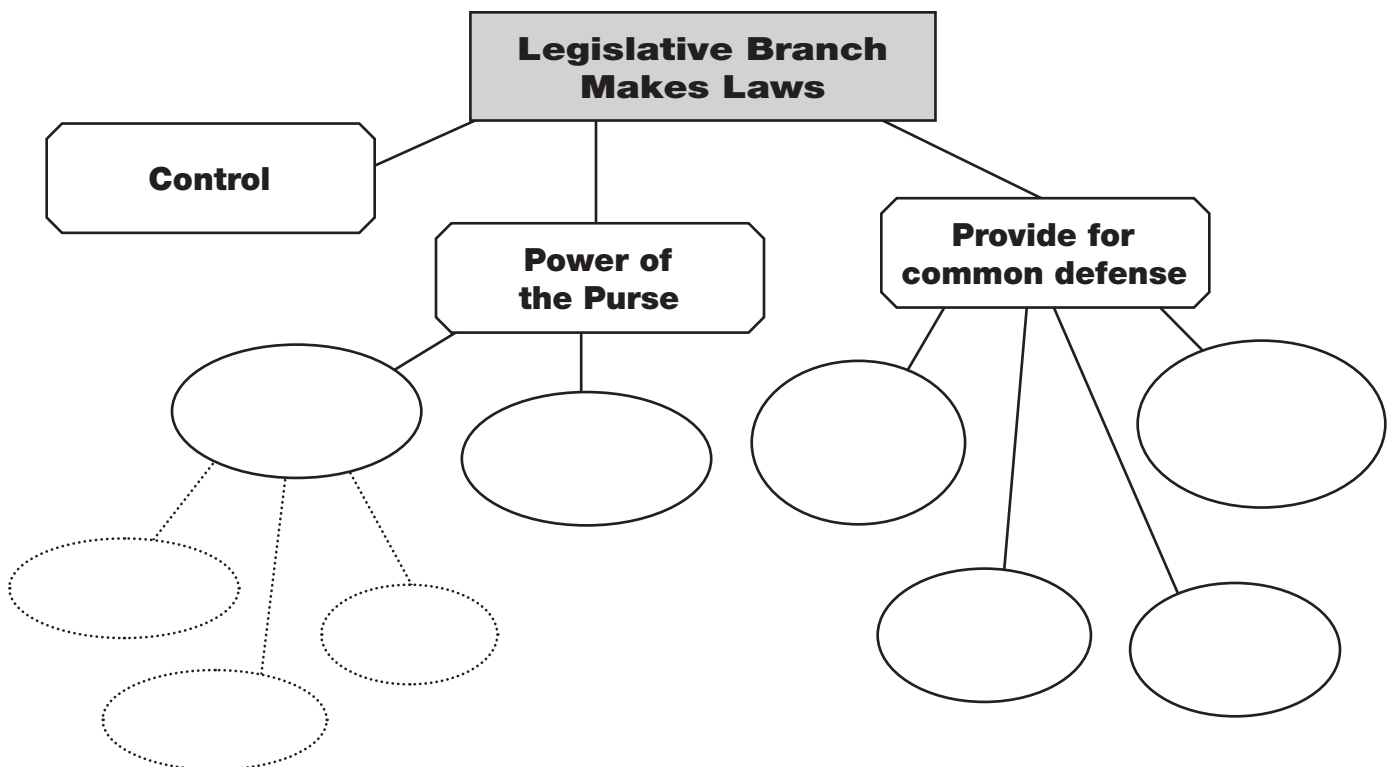 Legislative Branch
Makes Laws
Control
Power of
the Purse
Provide for
common defense